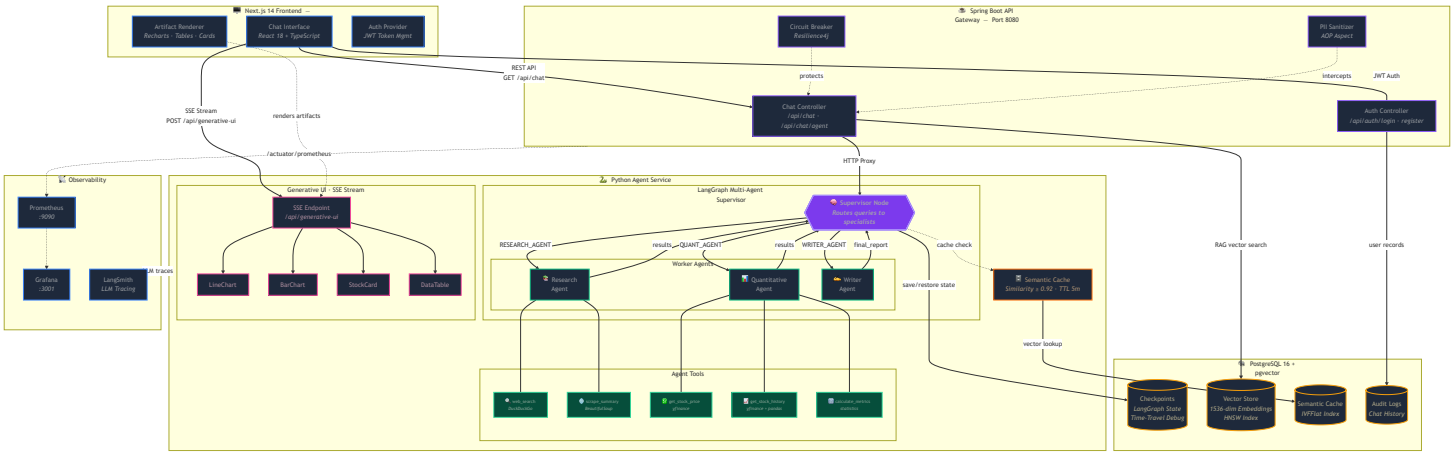 Next.js 14 Frontend —
Artifact Renderer
Recharts · Tables · Cards
Chat Interface
React 18 + TypeScript
Auth Provider
JWT Token Mgmt
Spring Boot API
Gateway — Port 8080
Circuit Breaker
Resilience4j
PII Sanitizer
AOP Aspect
REST API
GET /api/chat
protects
intercepts
JWT Auth
Chat Controller
/api/chat ·
/api/chat/agent
Auth Controller
/api/auth/login · register
SSE Stream
POST /api/generative-ui
renders artifacts
/actuator/prometheus
HTTP Proxy
Observability
Prometheus
:9090
Grafana
:3001
LangSmith
LLM Tracing
LM traces
Python Agent Service
Generative UI · SSE Stream
SSE Endpoint
/api/generative-ui
LineChart
BarChart
StockCard
DataTable
LangGraph Multi-Agent
Supervisor
Supervisor Node
Routes queries to
specialists
RESEARCH_AGENT
results
QUANT_AGENT
results
WRITER_AGENT
final_report
cache check
RAG vector search
user records
Worker Agents
Research
Agent
Quantitative
Agent
Writer
Agent
Semantic Cache
Similarity ≥ 0.92 · TTL 5m
save/restore state
vector lookup
Agent Tools
web_search
DuckDuckGo
scrape_summary
BeautifulSoup
get_stock_price
yfinance
get_stock_history
yfinance + pandas
calculate_metrics
statistics
PostgreSQL 16 +
pgvector
Checkpoints
LangGraph State
Time-Travel Debug
Vector Store
1536-dim Embeddings
HNSW Index
Semantic Cache
IVFFlat Index
Audit Logs
Chat History